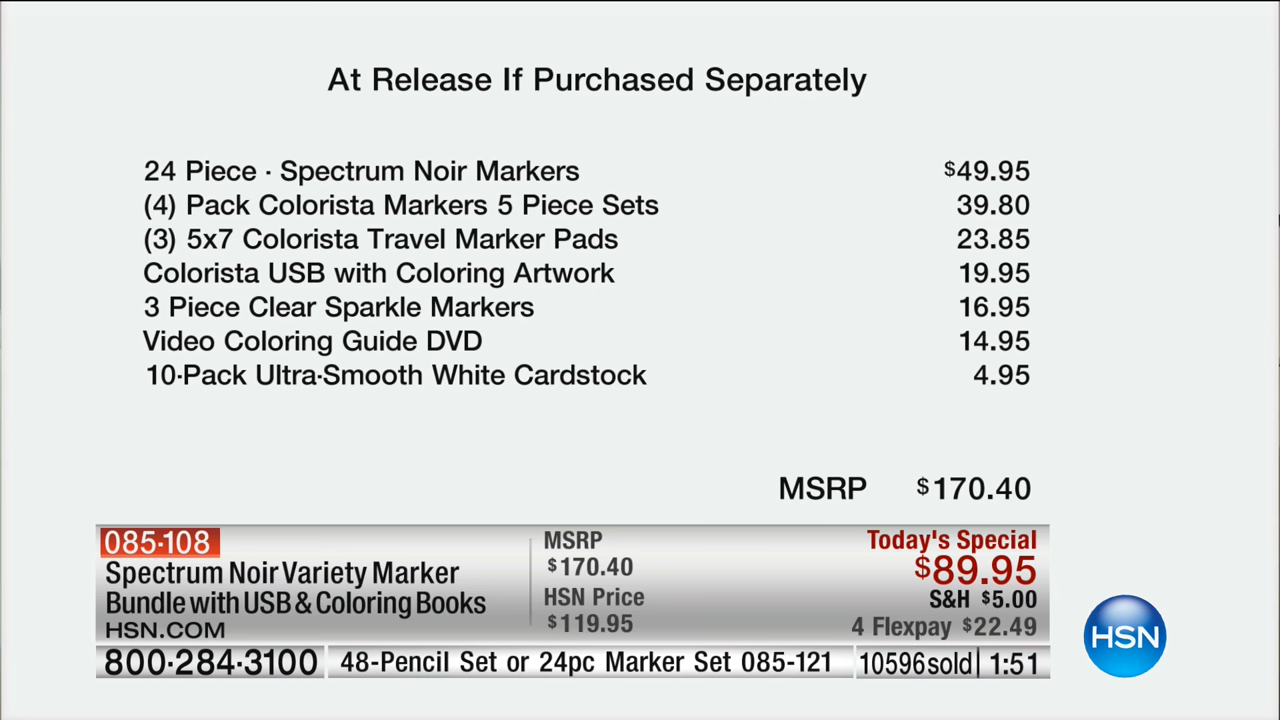 At Release If Purchased Separately
24 Piece · Spectrum Noir Markers $49.95
(4) Pack Colorista Markers 5 Piece Sets 39.80
(3) 5x7 Colorista Travel Marker Pads 23.85
Colorista USB with Coloring Artwork 19.95
3 Piece Clear Sparkle Markers 16.95
Video Coloring Guide DVD 14.95
10·Pack Ultra·Smooth White Cardstock 4.95
MSRP $170.40
085·108
Spectrum Noir Variety Marker
Bundle with USB & Coloring Books
HSN.COM
MSRP
$170.40
HSN Price
$119.95
Today's Special
$89.95
S&H $5.00
4 Flexpay $22.49
HSN
800·284·3100 48-Pencil Set or 24pc Marker Set 085-121 10596sold 1:51